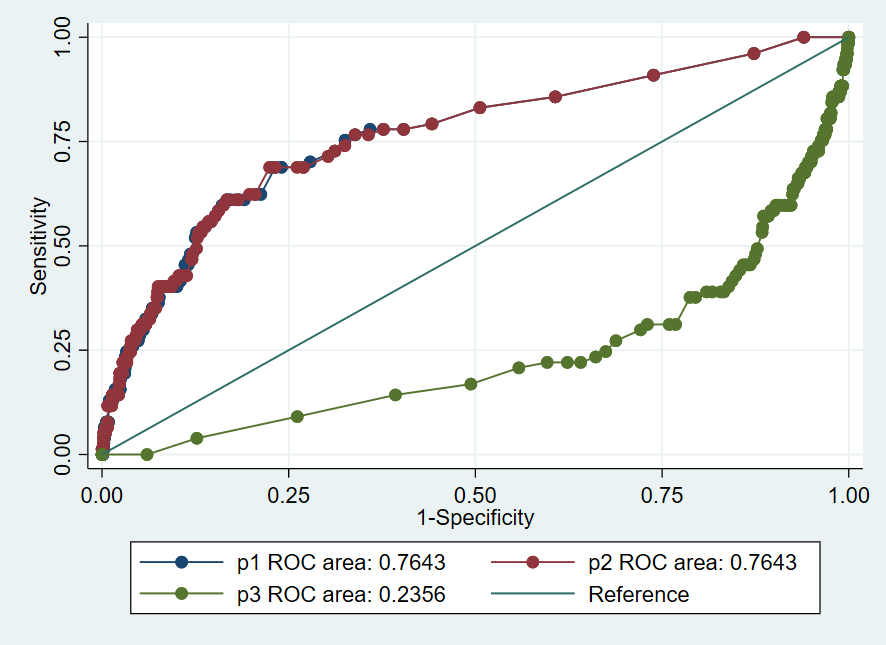 Sensitivity
1.00
0.75
0.50
0.25
0.00
0.00 0.25 0.50 0.75 1.00
1-Specificity
p1 ROC area: 0.7643 p2 ROC area: 0.7643
p3 ROC area: 0.2356 Reference